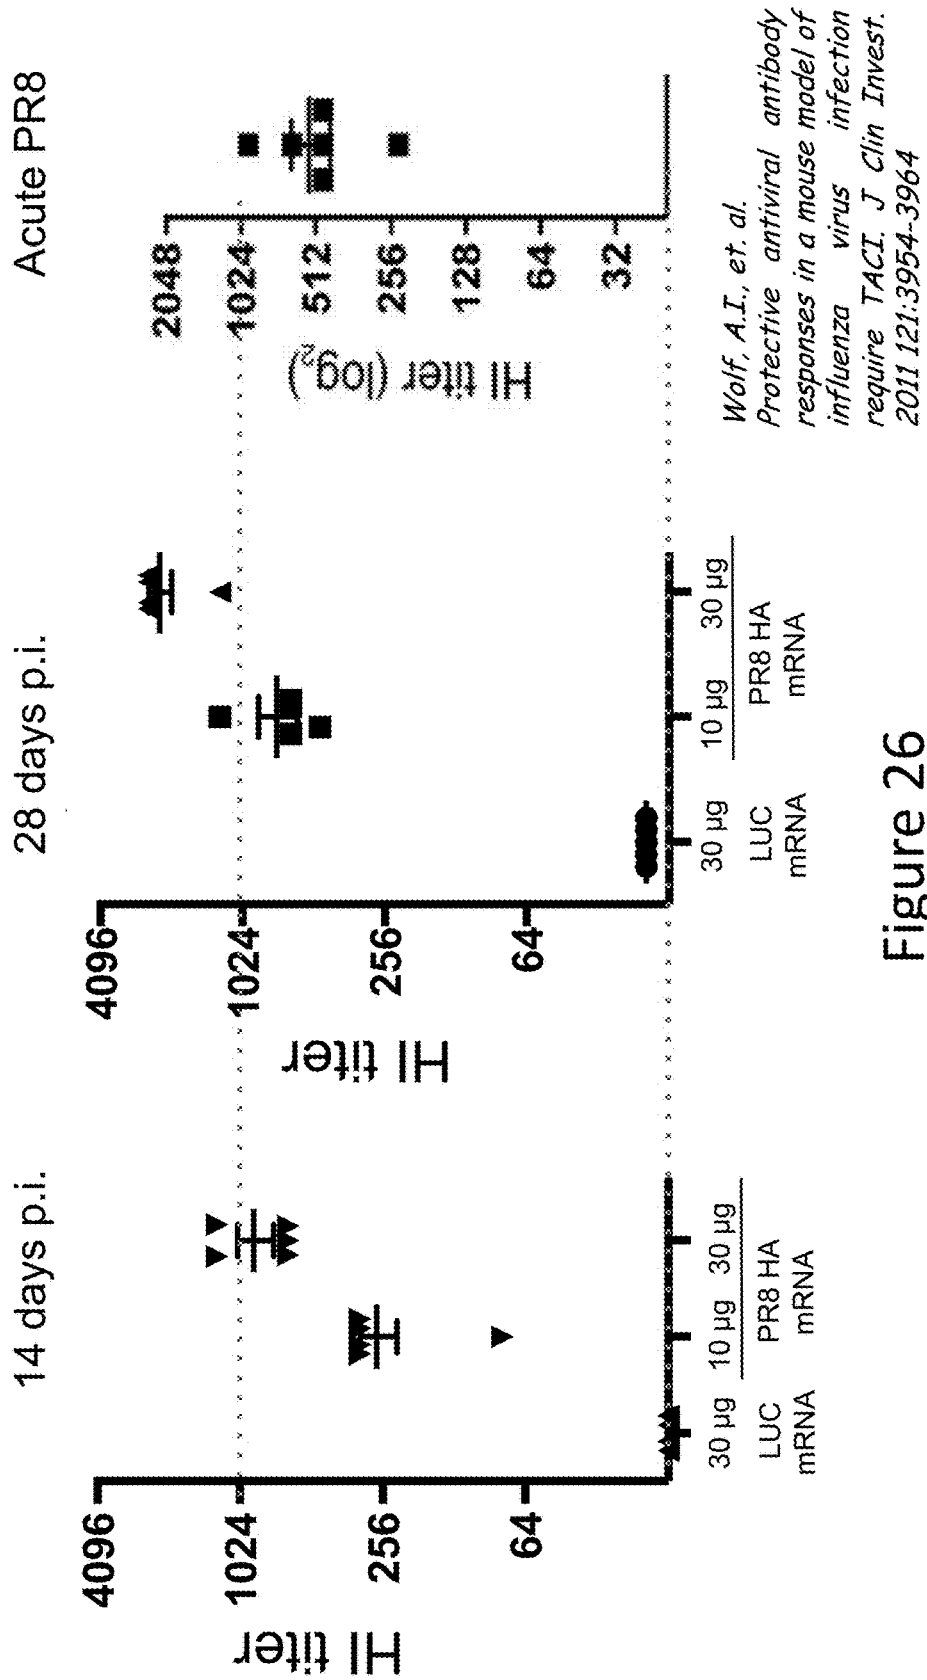 14 days p.i.
HI titer
4096
1024
256
64
30 µg
10 µg
30 µg
LUC
mRNA
PR8 HA
mRNA
28 days p.i.
HI titer
4096
1024
256
64
30 µg
10 µg
30 µg
LUC
mRNA
PR8 HA
mRNA
Acute PR8
HI titer (log₂)
2048
1024
512
256
128
64
32
Wolf, A.I., et. al.
Protective antiviral antibody
responses in a mouse model of
influenza virus infection
require TACI. J Clin Invest.
2011 121:3954-3964
Figure 26